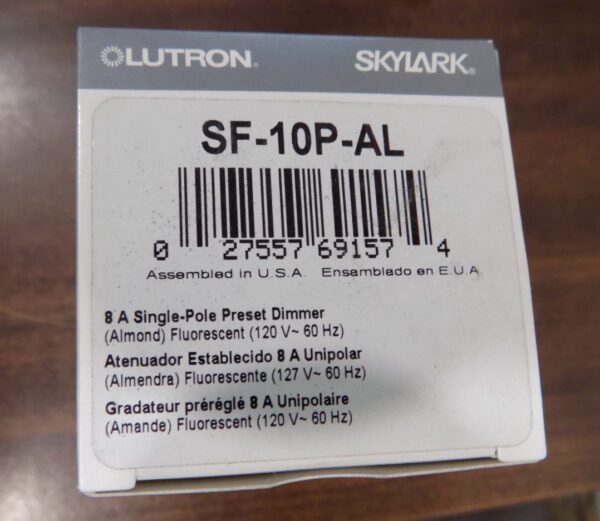 LUTRON® SKYLARK®
SF-10P-AL
0 27557 69157 4
Assembled in U.S.A. Ensamblado en E.U.A
8 A Single-Pole Preset Dimmer
(Almond) Fluorescent (120 V~ 60 Hz)
Atenuador Establecido 8 A Unipolar
(Almendra) Fluorescente (127 V~ 60 Hz)
Gradateur préréglé 8 A Unipolaire
(Amande) Fluorescent (120 V~ 60 Hz)